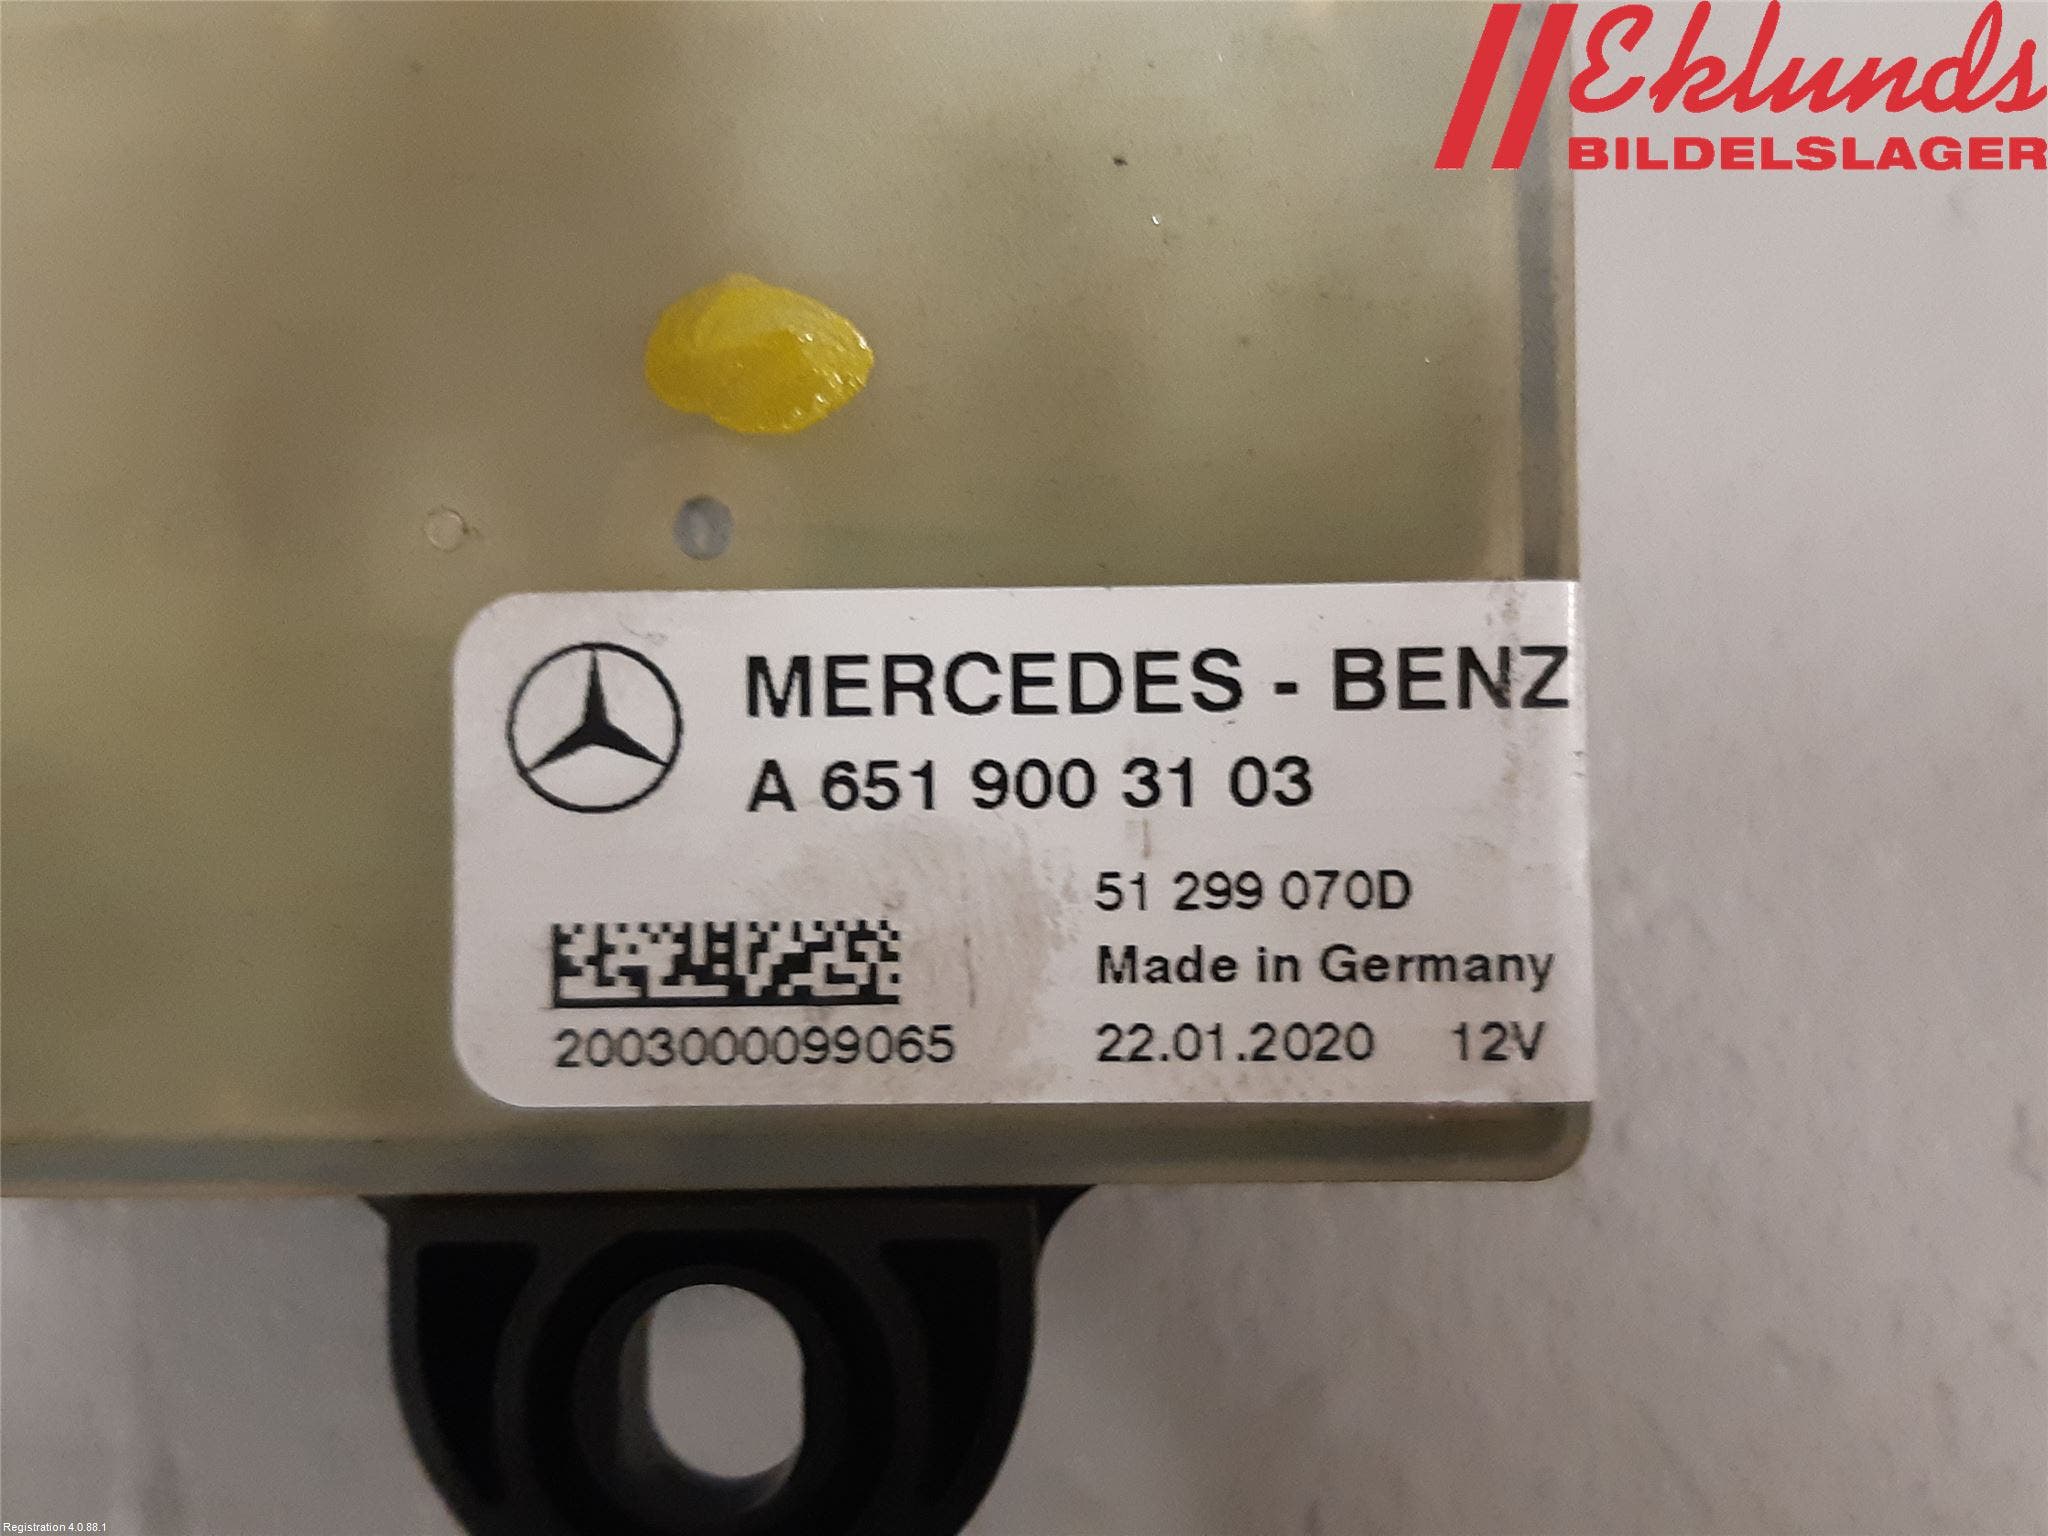 Eklunds
BILDELSLAGER
MERCEDES - BENZ
A 651 900 31 03
51 299 070D
Made in Germany
2003000099065
22.01.2020 12V
Registration 4.0.88.1